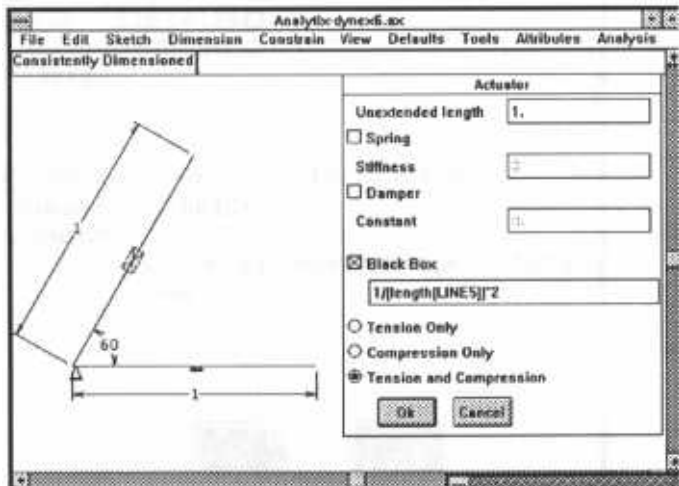 Analytix-dynex6.ax
File Edit Sketch Dimension Constrain View Defaults Tools Attributes Analysis
Consistently Dimensioned
Actuator
Unextended length 1.
Spring
Stiffness
Damper
Constant
Black Box
1/[length[LINE5]]^2
Tension Only
Compression Only
Tension and Compression
Ok Cancel
1
60
1